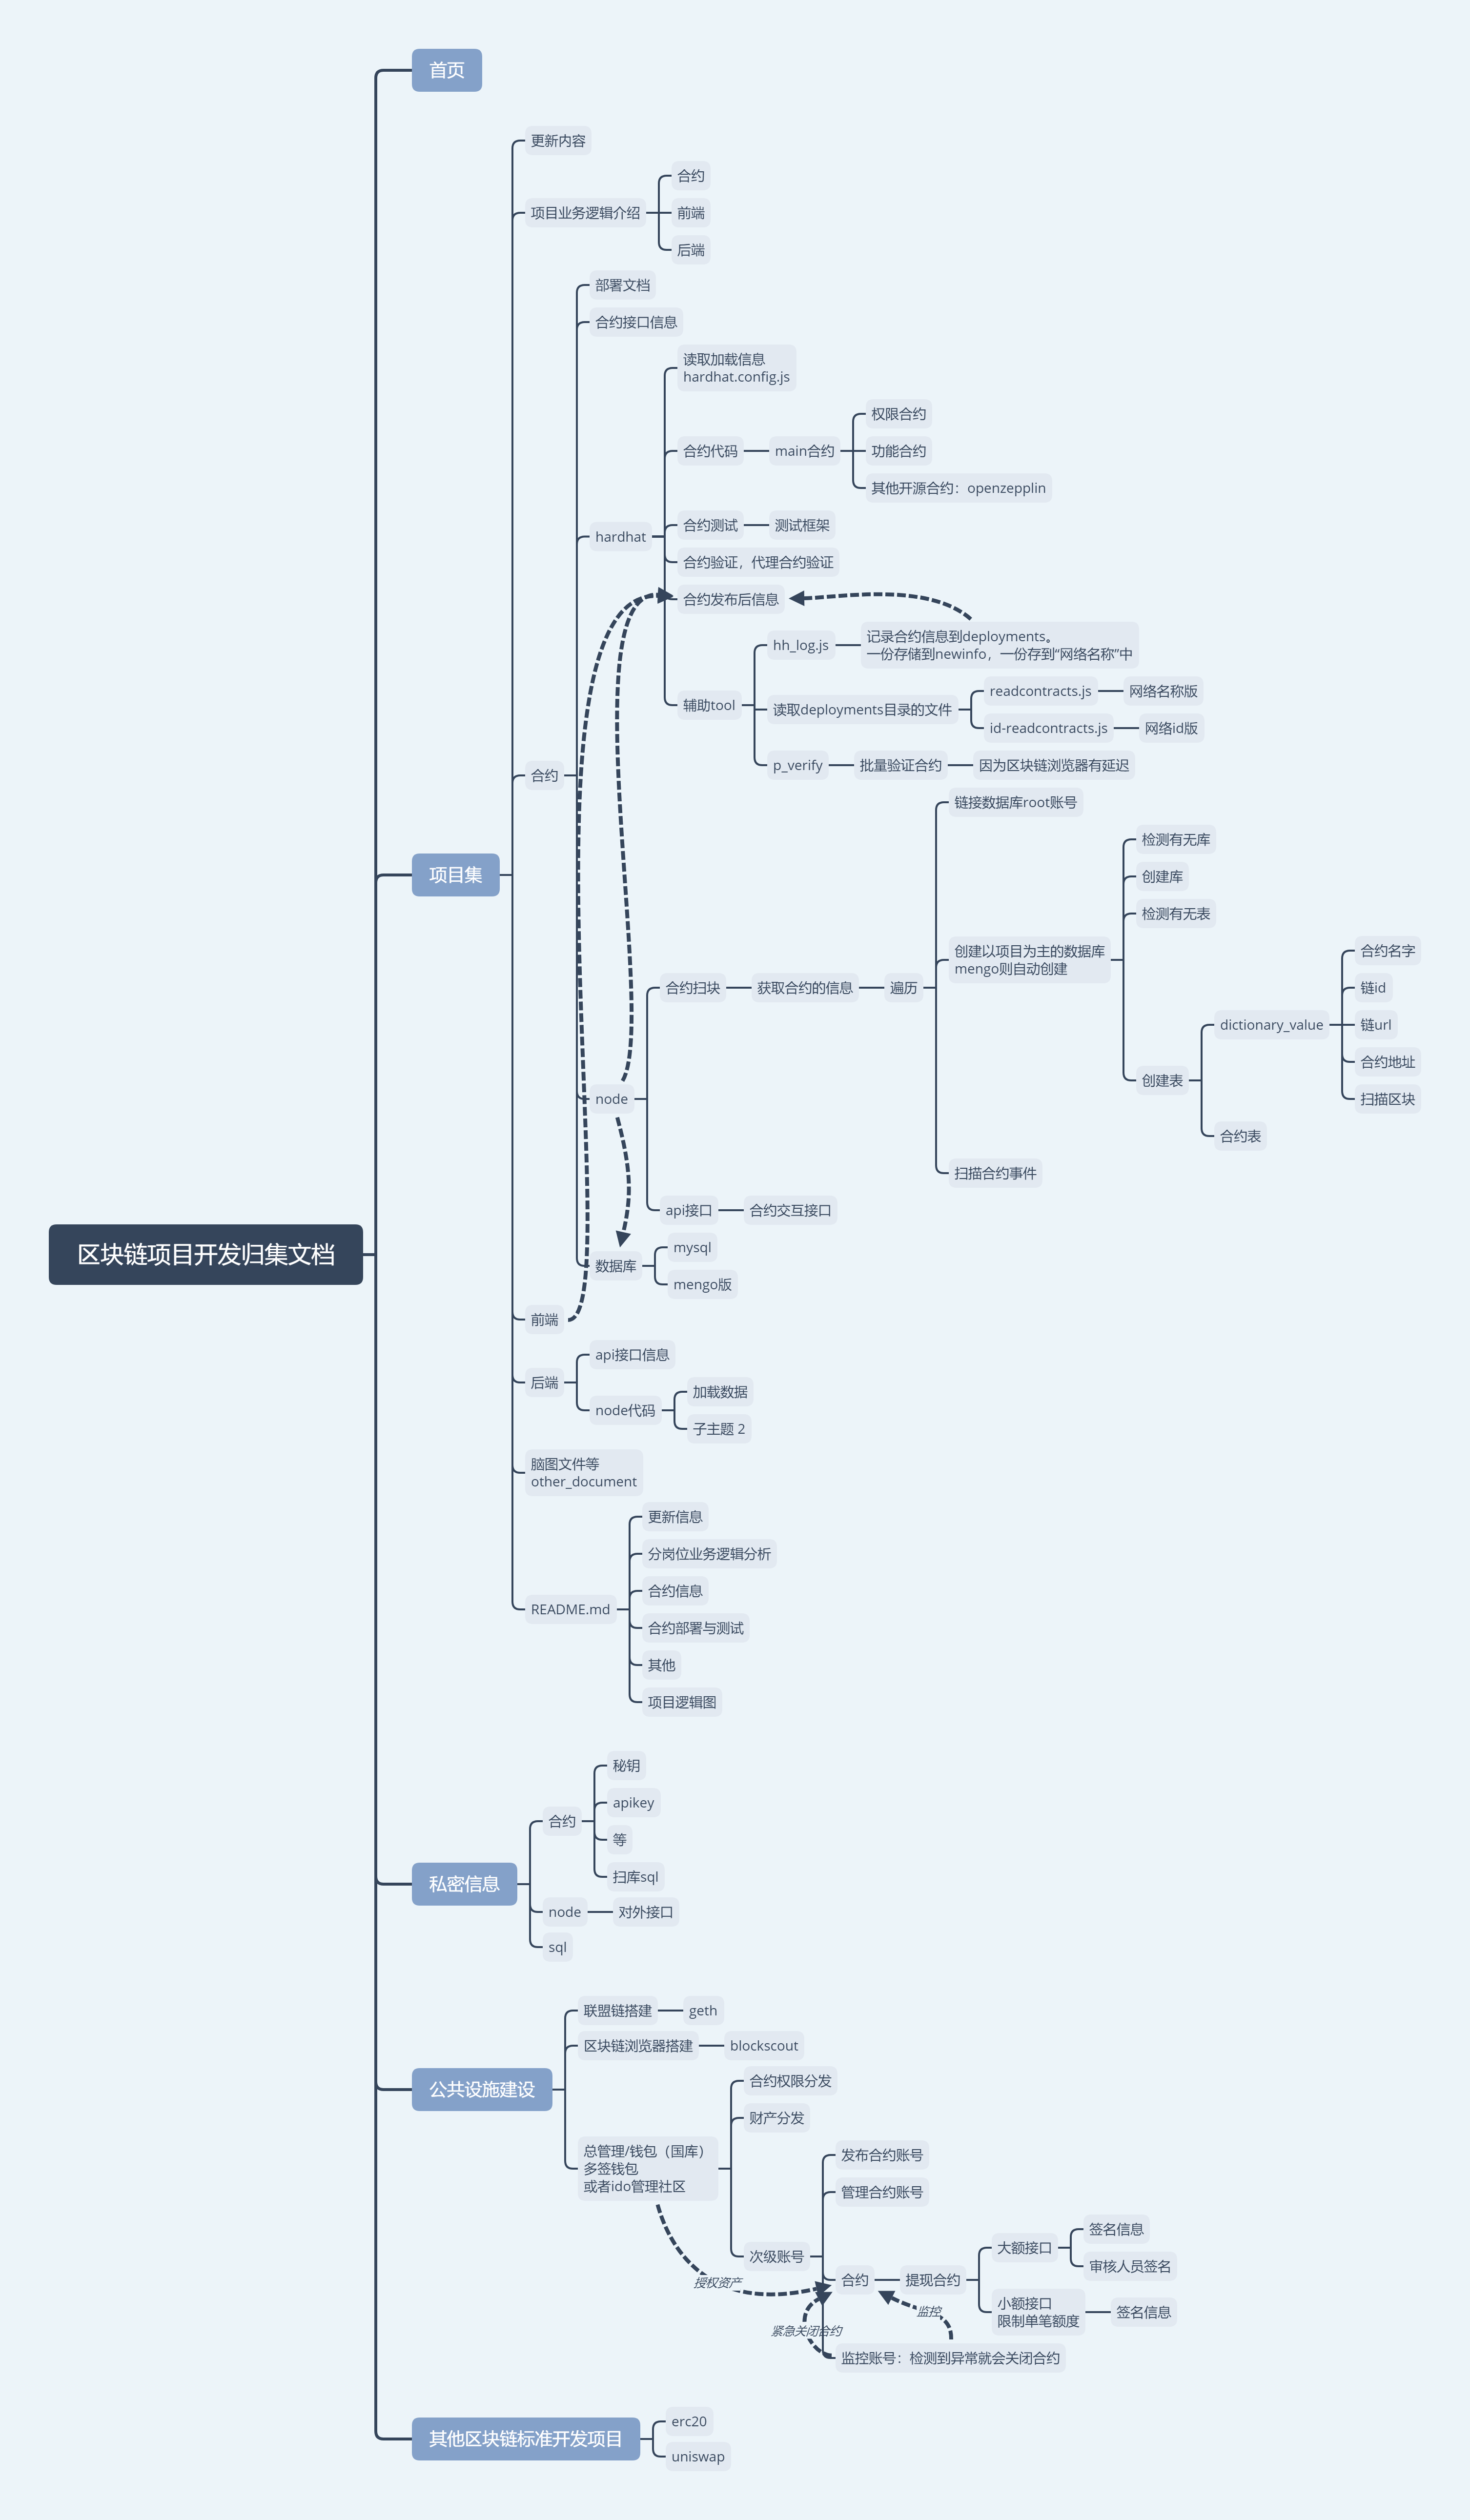 区块链项目开发归集文档
首页
项目集
更新内容
项目业务逻辑介绍
合约
前端
后端
合约
部署文档
合约接口信息
hardhat
读取加载信息
hardhat.config.js
合约代码
main合约
权限合约
功能合约
其他开源合约：openzepplin
合约测试
测试框架
合约验证，代理合约验证
合约发布后信息
辅助tool
hh_log.js
记录合约信息到deployments。
一份存储到newinfo，一份存到“网络名称”中
读取deployments目录的文件
readcontracts.js
网络名称版
id-readcontracts.js
网络id版
p_verify
批量验证合约
因为区块链浏览器有延迟
node
合约扫块
获取合约的信息
遍历
链接数据库root账号
创建以项目为主的数据库
mengo则自动创建
检测有无库
创建库
检测有无表
创建表
dictionary_value
合约名字
链id
链url
合约地址
扫描区块
合约表
扫描合约事件
api接口
合约交互接口
数据库
mysql
mengo版
前端
后端
api接口信息
node代码
加载数据
子主题 2
脑图文件等
other_document
README.md
更新信息
分岗位业务逻辑分析
合约信息
合约部署与测试
其他
项目逻辑图
私密信息
合约
秘钥
apikey
等
扫库sql
node
对外接口
sql
公共设施建设
联盟链搭建
geth
区块链浏览器搭建
blockscout
总管理/钱包（国库）
多签钱包
或者ido管理社区
合约权限分发
财产分发
次级账号
发布合约账号
管理合约账号
合约
提现合约
大额接口
签名信息
审核人员签名
小额接口
限制单笔额度
签名信息
监控账号：检测到异常就会关闭合约
授权资产
监控
紧急关闭合约
其他区块链标准开发项目
erc20
uniswap